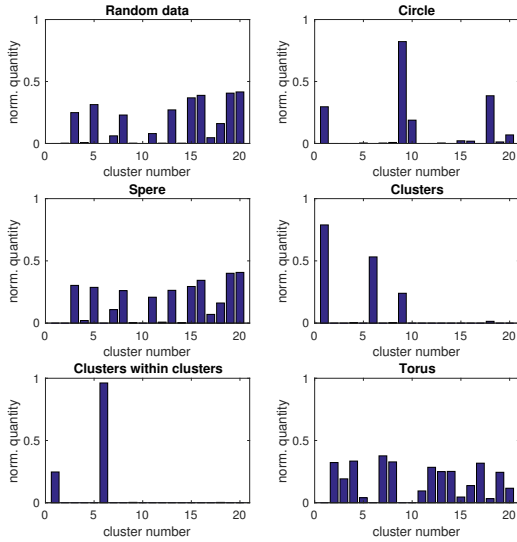 Random data
1
0.5
0
norm. quantity
0 5 10 15 20
cluster number
Circle
1
0.5
0
norm. quantity
0 5 10 15 20
cluster number
Spere
1
0.5
0
norm. quantity
0 5 10 15 20
cluster number
Clusters
1
0.5
0
norm. quantity
0 5 10 15 20
cluster number
Clusters within clusters
1
0.5
0
norm. quantity
0 5 10 15 20
cluster number
Torus
1
0.5
0
norm. quantity
0 5 10 15 20
cluster number